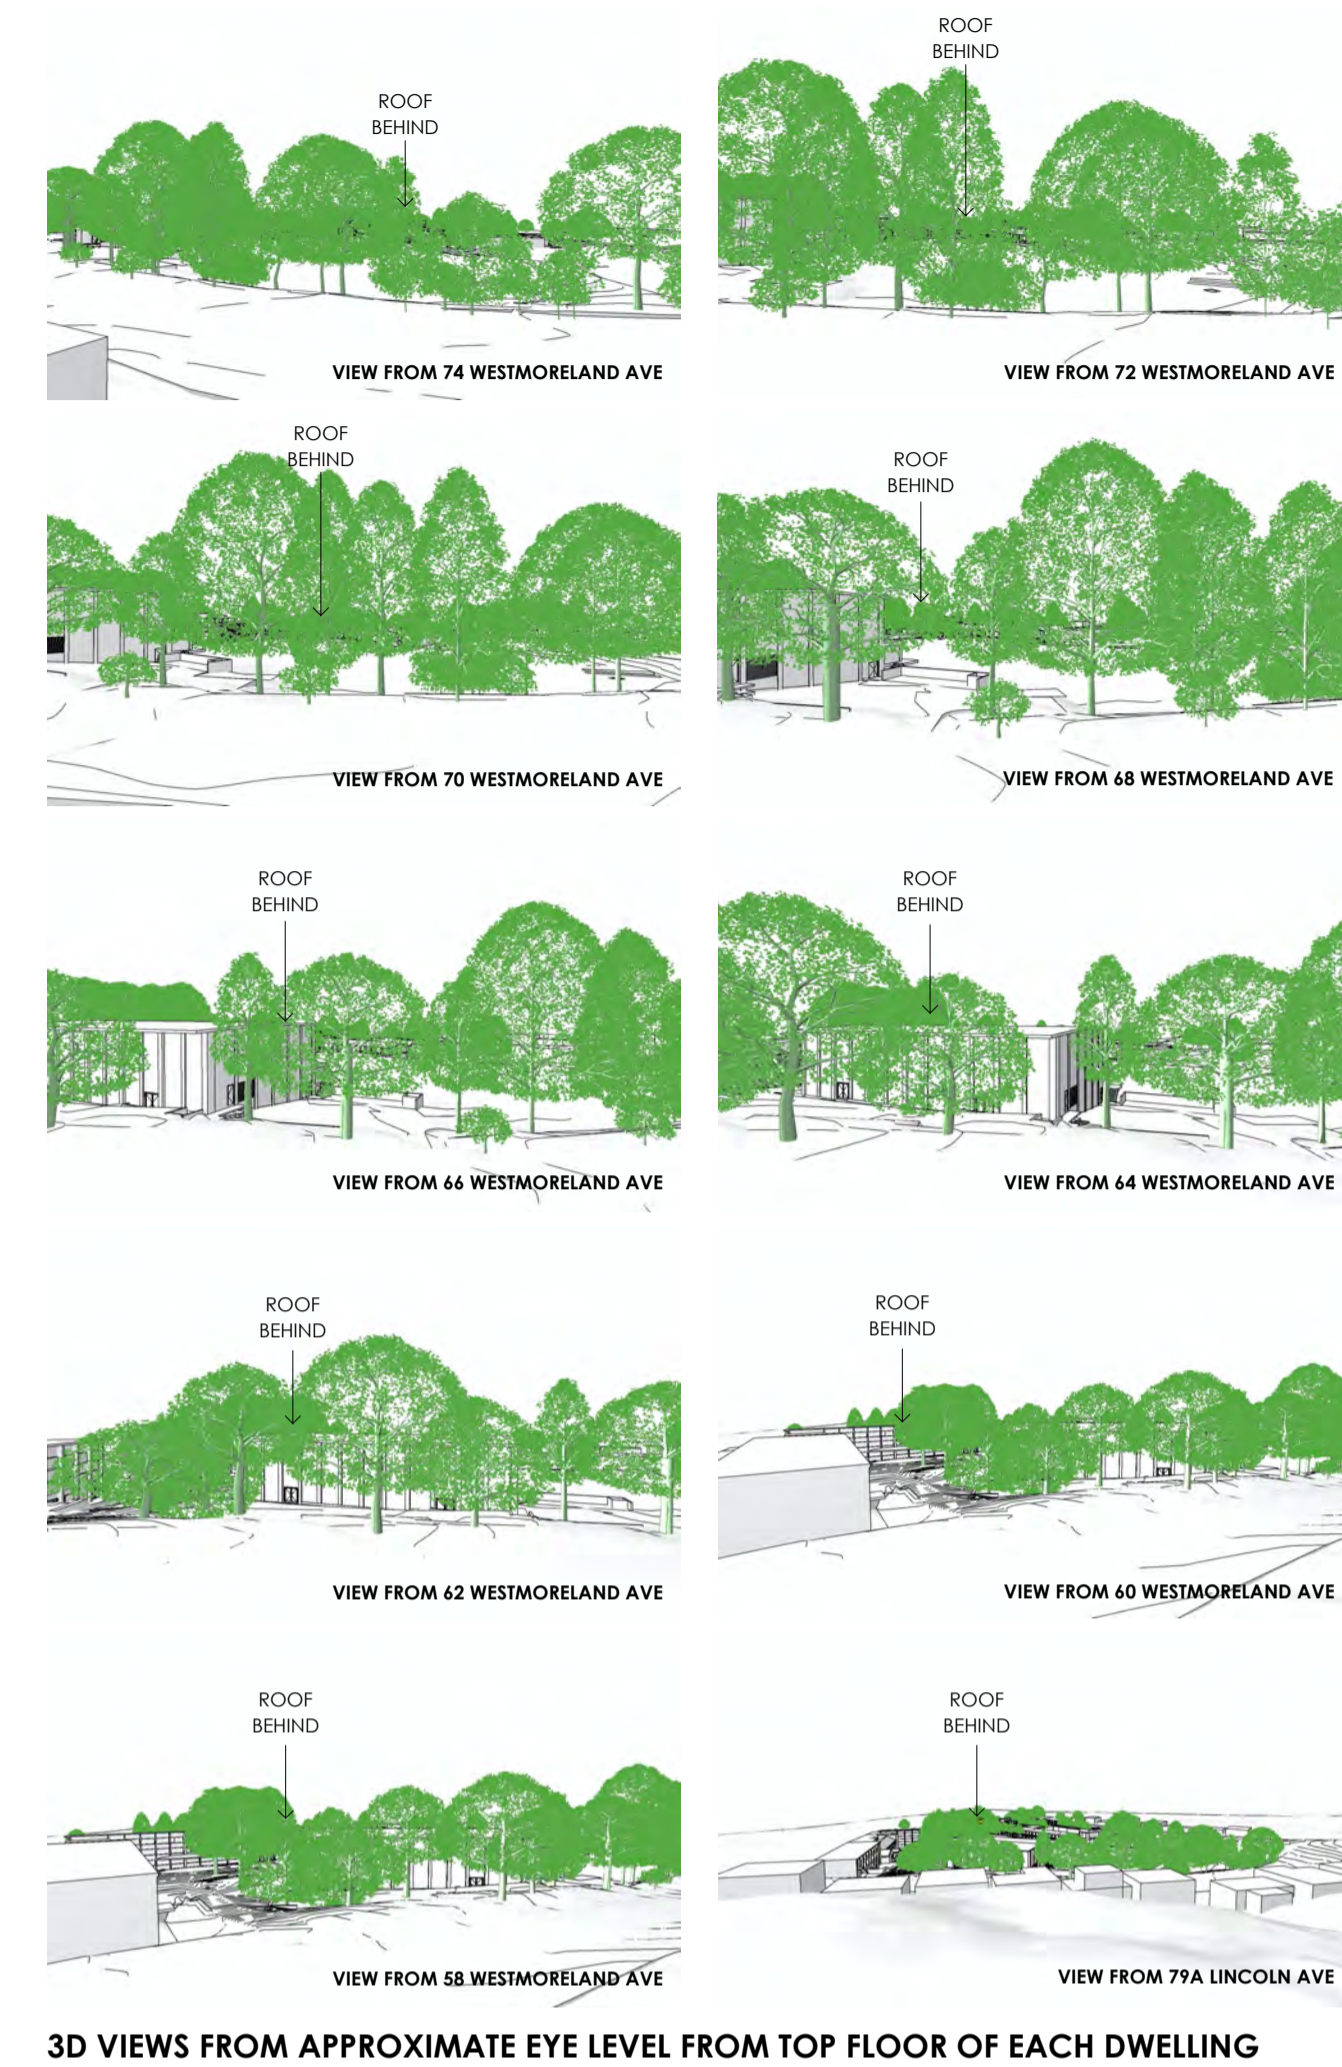 ROOF
BEHIND
VIEW FROM 74 WESTMORELAND AVE
ROOF
BEHIND
VIEW FROM 72 WESTMORELAND AVE
ROOF
BEHIND
VIEW FROM 70 WESTMORELAND AVE
ROOF
BEHIND
VIEW FROM 68 WESTMORELAND AVE
ROOF
BEHIND
VIEW FROM 66 WESTMORELAND AVE
ROOF
BEHIND
VIEW FROM 64 WESTMORELAND AVE
ROOF
BEHIND
VIEW FROM 62 WESTMORELAND AVE
ROOF
BEHIND
VIEW FROM 60 WESTMORELAND AVE
ROOF
BEHIND
VIEW FROM 58 WESTMORELAND AVE
ROOF
BEHIND
VIEW FROM 79A LINCOLN AVE
3D VIEWS FROM APPROXIMATE EYE LEVEL FROM TOP FLOOR OF EACH DWELLING